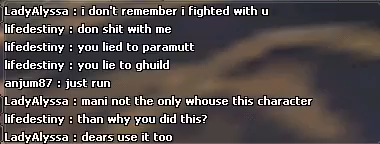 LadyAlyssa : i don't remember i fighted with u
lifedestiny : don shit with me
lifedestiny : you lied to paramutt
lifedestiny : you lie to ghuild
anjum87 : just run
LadyAlyssa : mani not the only whouse this character
lifedestiny : than why you did this?
LadyAlyssa : dears use it too